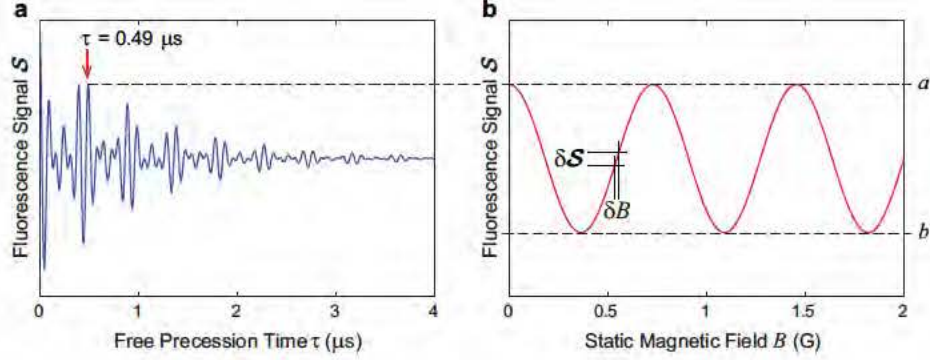 a
τ = 0.49 μs
Fluorescence Signal S
0
1
2
3
4
Free Precession Time τ (μs)
b
Fluorescence Signal S
δS
δB
a
b
0
0.5
1
1.5
2
Static Magnetic Field B (G)